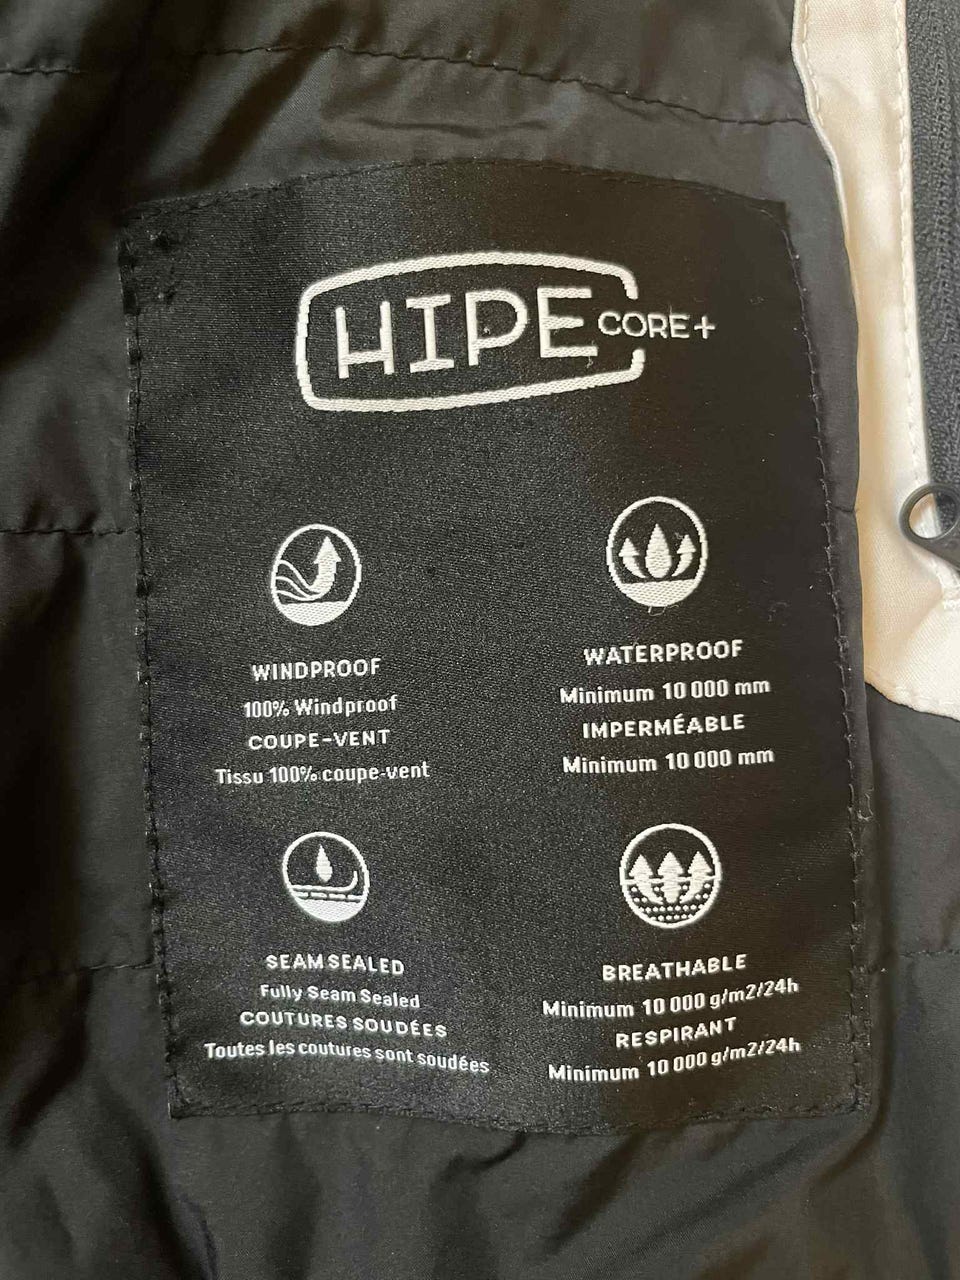 HIPE CORE+
WINDPROOF
100% Windproof
COUPE-VENT
Tissu 100% coupe-vent
WATERPROOF
Minimum 10 000 mm
IMPERMÉABLE
Minimum 10 000 mm
SEAM SEALED
Fully Seam Sealed
COUTURES SOUDÉES
Toutes les coutures sont soudées
BREATHABLE
Minimum 10 000 g/m2/24h
RESPIRANT
Minimum 10 000 g/m2/24h